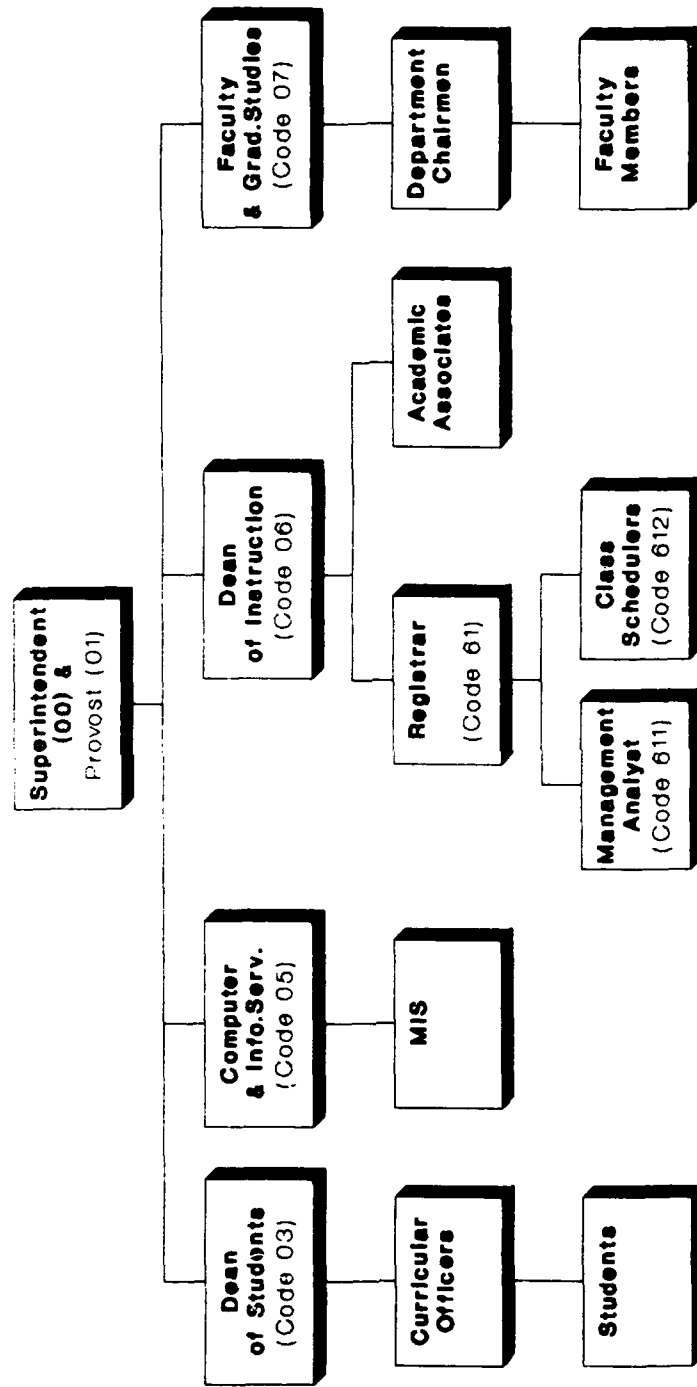 Superintendent
(00) &
Provost (01)
Dean
of Students
(Code 03)
Computer
& Info.Serv.
(Code 05)
Dean
of Instruction
(Code 06)
Faculty
& Grad.Studies
(Code 07)
Curricular
Officers
MIS
Registrar
(Code 61)
Academic
Associates
Department
Chairmen
Students
Management
Analyst
(Code 611)
Class
Schedulers
(Code 612)
Faculty
Members